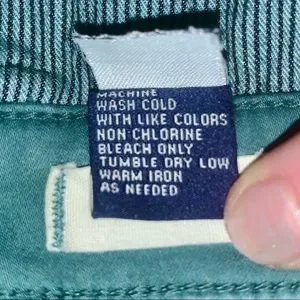 MACHINE
WASH COLD
WITH LIKE COLORS
NON CHLORINE
BLEACH ONLY
TUMBLE DRY LOW
WARM IRON
AS NEEDED